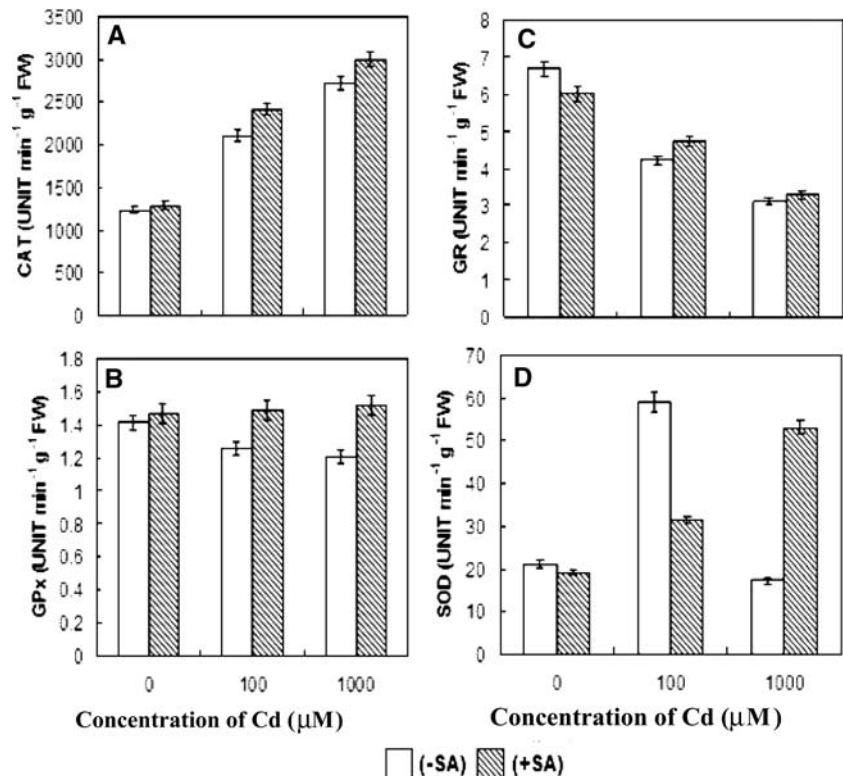 A
CAT (UNIT min⁻¹ g⁻¹ FW)
3500
3000
2500
2000
1500
1000
500
0
C
GR (UNIT min⁻¹ g⁻¹ FW)
8
7
6
5
4
3
2
1
0
B
GPx (UNIT min⁻¹ g⁻¹ FW)
1.8
1.6
1.4
1.2
1
0.8
0.6
0.4
0.2
0
0 100 1000
Concentration of Cd (μM)
D
SOD (UNIT min⁻¹ g⁻¹ FW)
70
60
50
40
30
20
10
0
0 100 1000
Concentration of Cd (μM)
(-SA) (+SA)